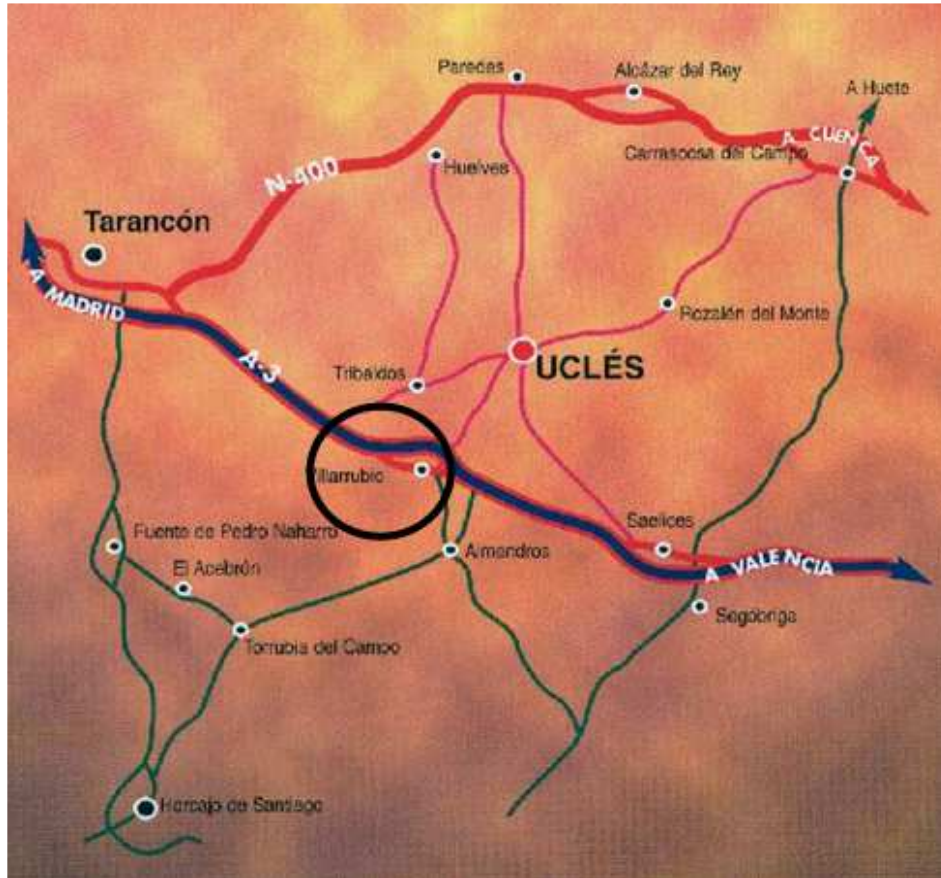 Paredes
Alcázar del Rey
A Huete
A CUENCA
Carrascosa del Campo
Huelves
N-400
Tarancón
A MADRID
Rozalén del Monte
A-3
UCLÉS
Tribaldos
Villarrubio
Saelices
Fuente de Pedro Naharro
Almendros
A VALENCIA
El Acebrón
Segobriga
Torrubia del Campo
Horcajo de Santiago